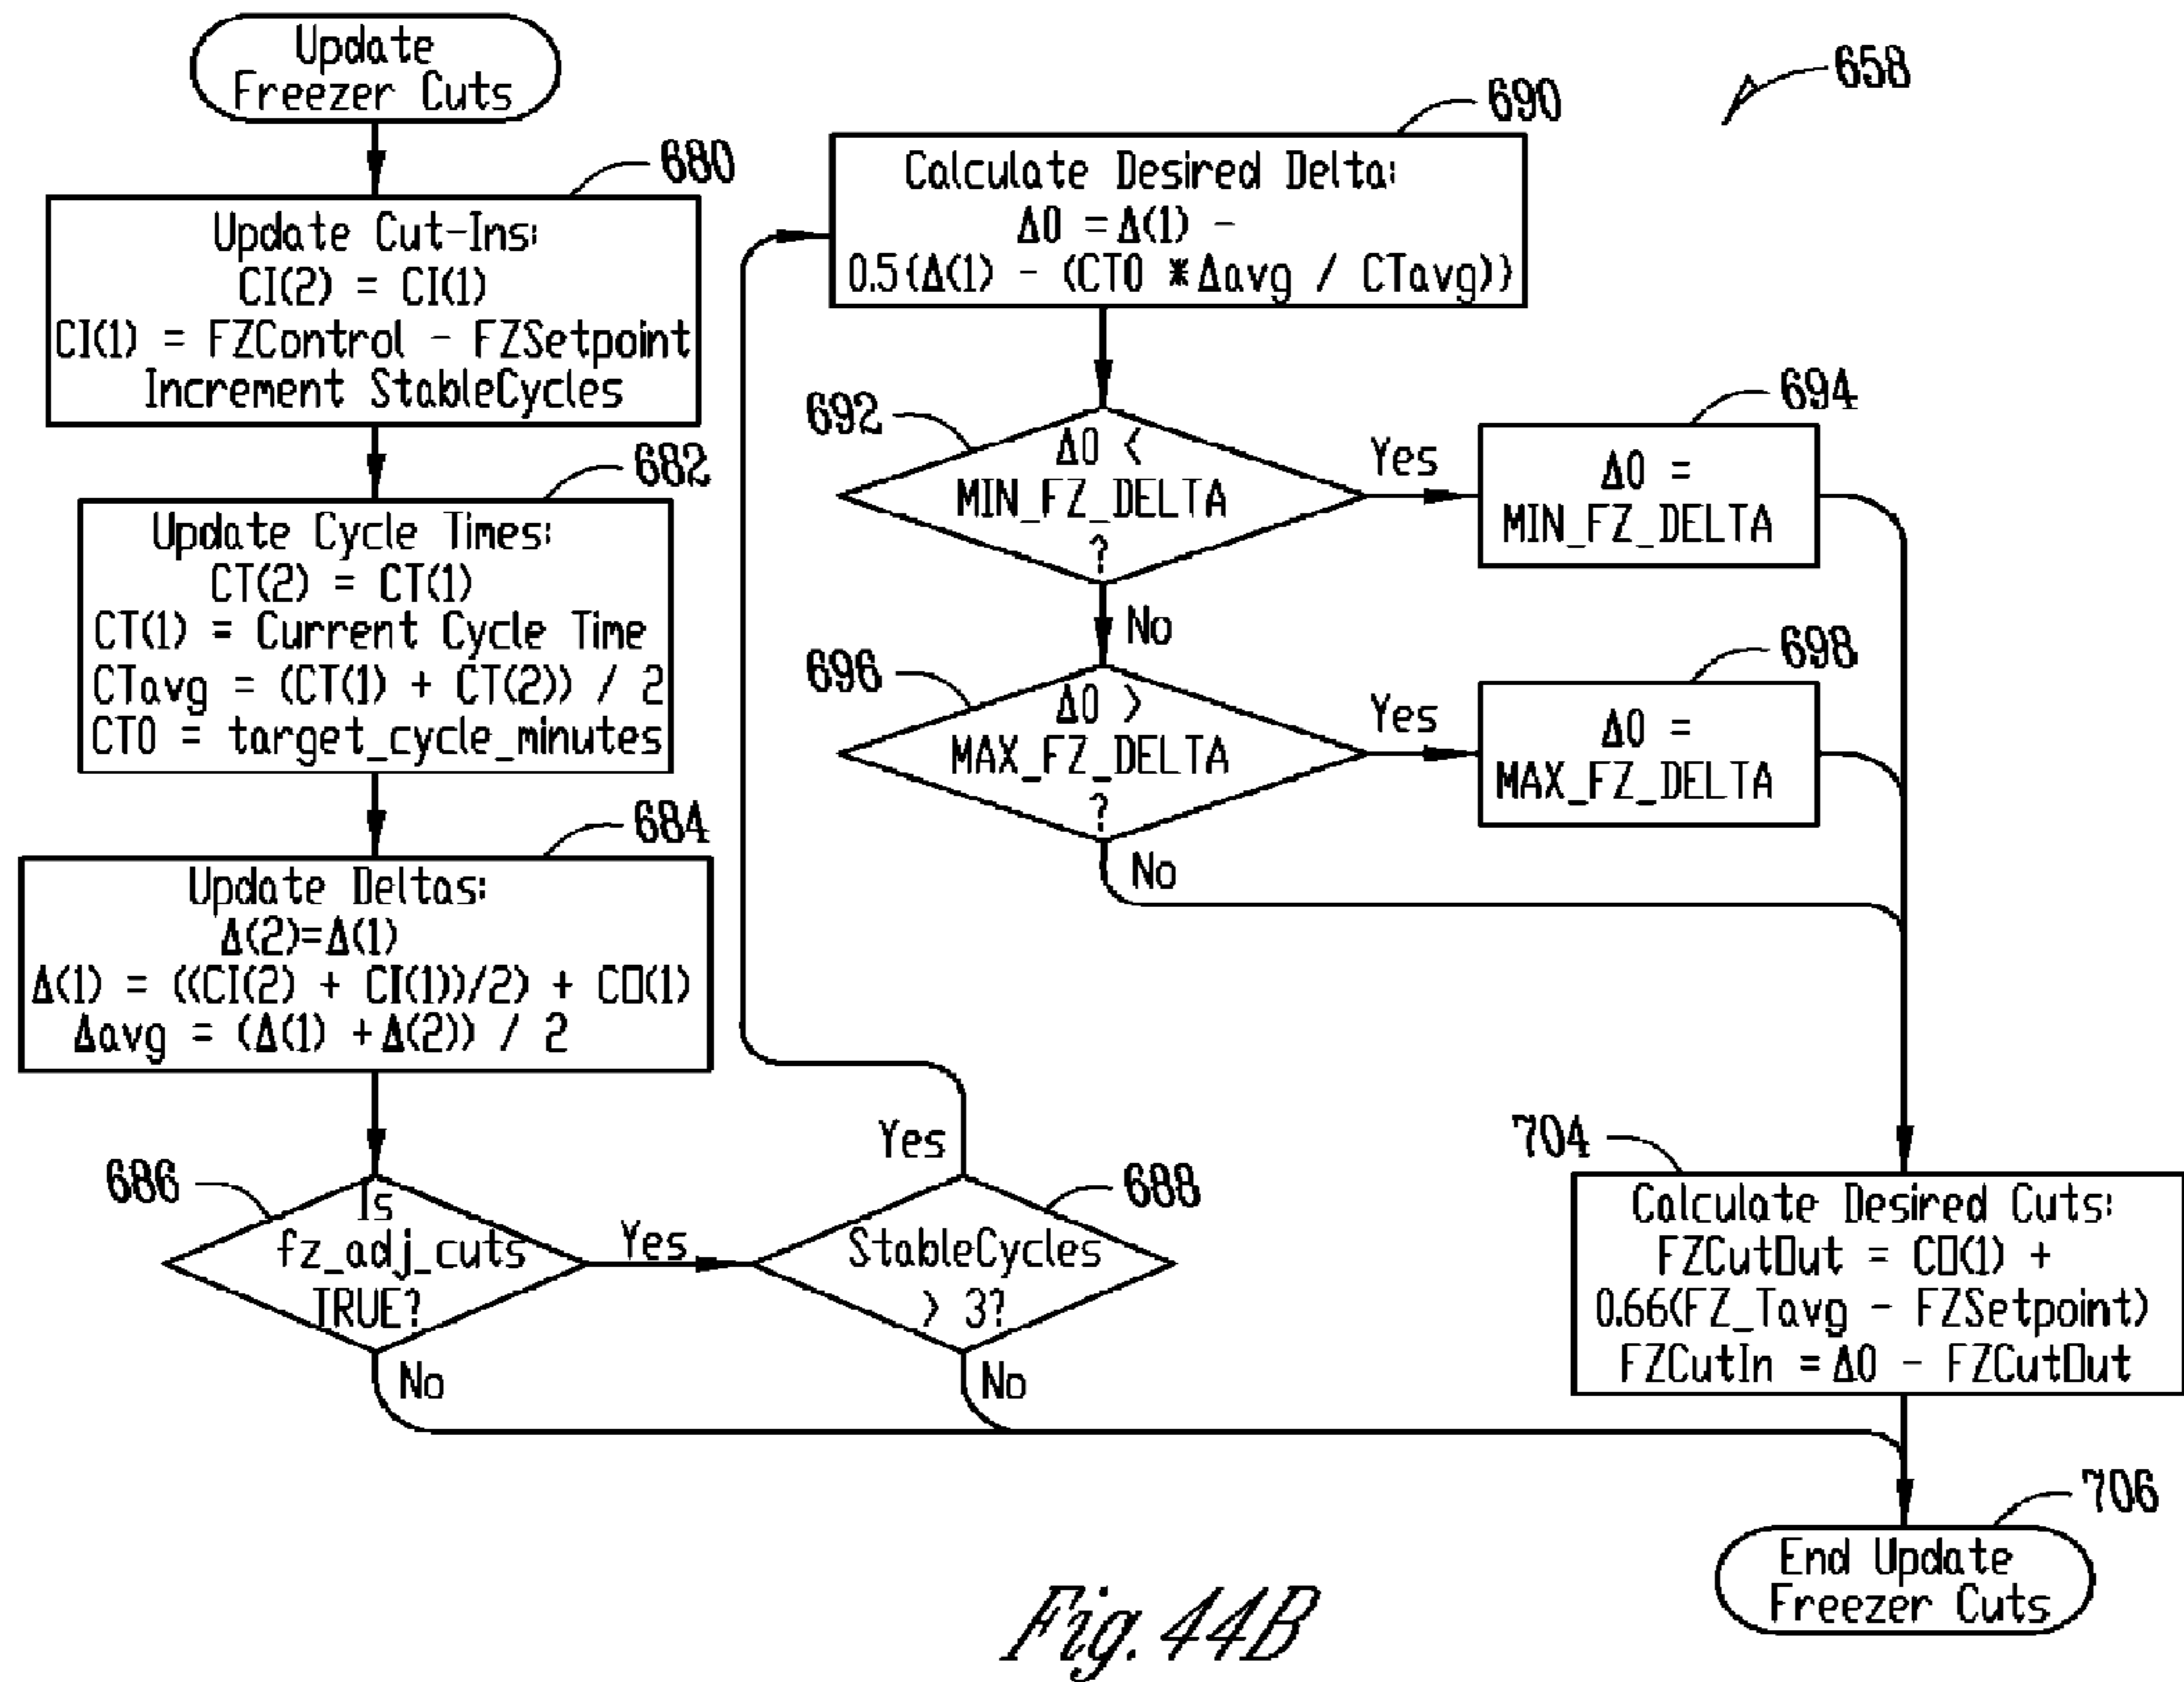 Update
Freezer Cuts
680
Update Cut-Ins:
CI(2) = CI(1)
CI(1) = FZControl - FZSetpoint
Increment StableCycles
682
Update Cycle Times:
CT(2) = CT(1)
CT(1) = Current Cycle Time
CTavg = (CT(1) + CT(2)) / 2
CT0 = target_cycle_minutes
684
Update Deltas:
Δ(2)=Δ(1)
Δ(1) = ((CI(2) + CI(1))/2) + CO(1)
Δavg = (Δ(1) +Δ(2)) / 2
686
Is
fz_adj_cuts
TRUE?
Yes
No
688
StableCycles
> 3?
Yes
No
658
690
Calculate Desired Delta:
Δ0 = Δ(1) -
0.5{Δ(1) - (CT0 *Δavg / CTavg)}
692
Δ0 <
MIN_FZ_DELTA
?
Yes
No
694
Δ0 =
MIN_FZ_DELTA
696
Δ0 >
MAX_FZ_DELTA
?
Yes
No
698
Δ0 =
MAX_FZ_DELTA
704
Calculate Desired Cuts:
FZCutOut = CO(1) +
0.66(FZ_Tavg - FZSetpoint)
FZCutIn = Δ0 - FZCutOut
706
End Update
Freezer Cuts
Fig. 44B